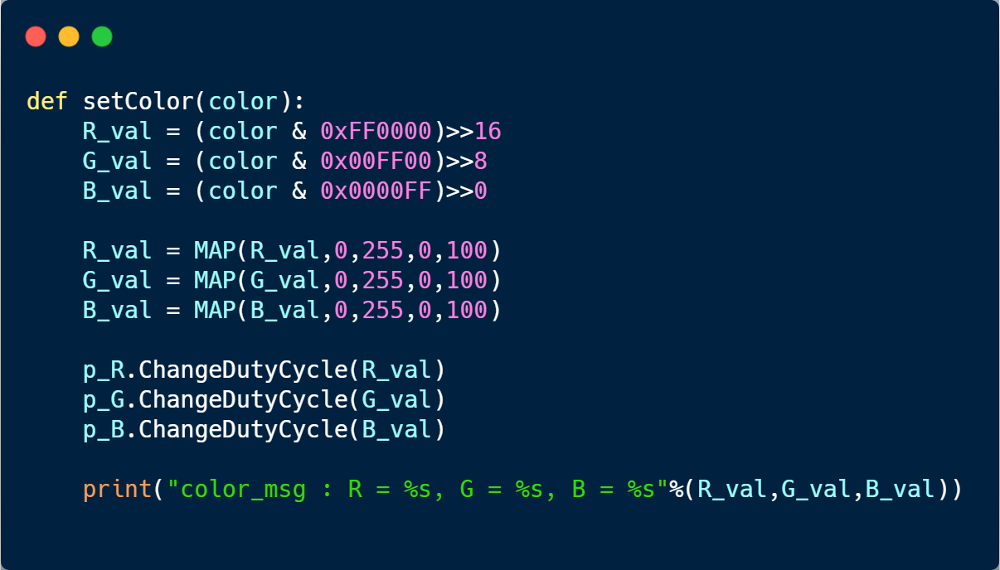 def setColor(color):
    R_val = (color & 0xFF0000)>>16
    G_val = (color & 0x00FF00)>>8
    B_val = (color & 0x0000FF)>>0

    R_val = MAP(R_val,0,255,0,100)
    G_val = MAP(G_val,0,255,0,100)
    B_val = MAP(B_val,0,255,0,100)

    p_R.ChangeDutyCycle(R_val)
    p_G.ChangeDutyCycle(G_val)
    p_B.ChangeDutyCycle(B_val)

    print("color_msg : R = %s, G = %s, B = %s"%(R_val,G_val,B_val))